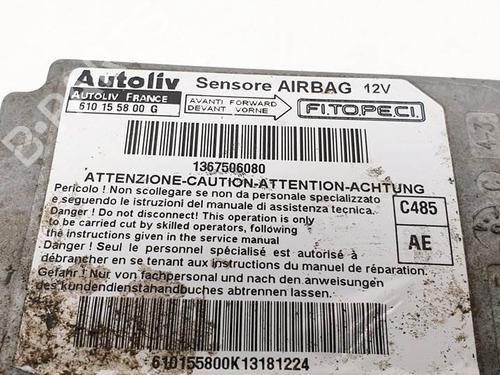 Autoliv Sensore AIRBAG 12V
AUTOLIV FRANCE
610 15 58 00 G
AVANTI FORWARD
DEVANT VORNE
F.I.TO.PE.CI.
1367506080
ATTENZIONE-CAUTION-ATTENTION-ACHTUNG
Pericolo ! Non scollegare se non da personale specializzato
e seguendo le istruzioni del manuale di assistenza tecnica.
Danger ! Do not disconnect! This operation is only
to be carried cut by skilled operators, following
the instructions given in the service manual
Danger ! Seul le personnel spécialisé est autorisé à
débrancher en se tenant aux instructions du manuel de réparation.
Gefahr ! Nur von fachpersonal und nach den anweisungen
des kundendienstahandbuches abtrennen lassen.
C485
AE
610155800K13181224